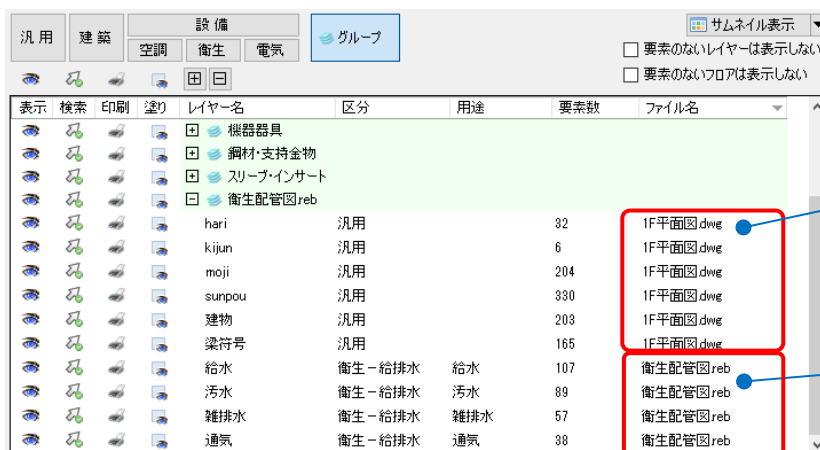 汎用 建築 設備 グループ サムネイル表示
空調 衛生 電気 要素のないレイヤーは表示しない
要素のないフロアは表示しない
表示 検索 印刷 塗り レイヤー名 区分 用途 要素数 ファイル名
機器器具
鋼材・支持金物
スリーブ・インサート
衛生配管図.reb
hari 汎用 32 1F平面図.dwg
kijun 汎用 6 1F平面図.dwg
moji 汎用 204 1F平面図.dwg
sunpou 汎用 330 1F平面図.dwg
建物 汎用 203 1F平面図.dwg
梁符号 汎用 165 1F平面図.dwg
給水 衛生－給排水 給水 107 衛生配管図.reb
汚水 衛生－給排水 汚水 89 衛生配管図.reb
雑排水 衛生－給排水 雑排水 57 衛生配管図.reb
通気 衛生－給排水 通気 38 衛生配管図.reb